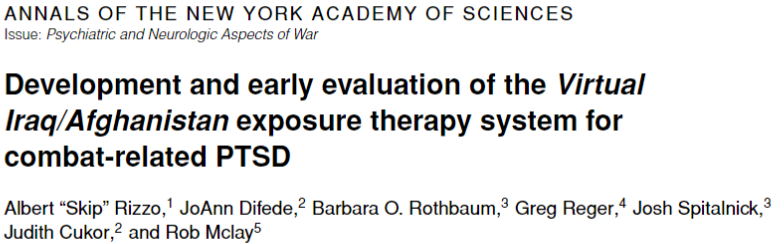 ANNALS OF THE NEW YORK ACADEMY OF SCIENCES
Issue: Psychiatric and Neurologic Aspects of War
Development and early evaluation of the Virtual
Iraq/Afghanistan exposure therapy system for
combat-related PTSD
Albert “Skip” Rizzo,1 JoAnn Difede,2 Barbara O. Rothbaum,3 Greg Reger,4 Josh Spitalnick,3
Judith Cukor,2 and Rob Mclay5